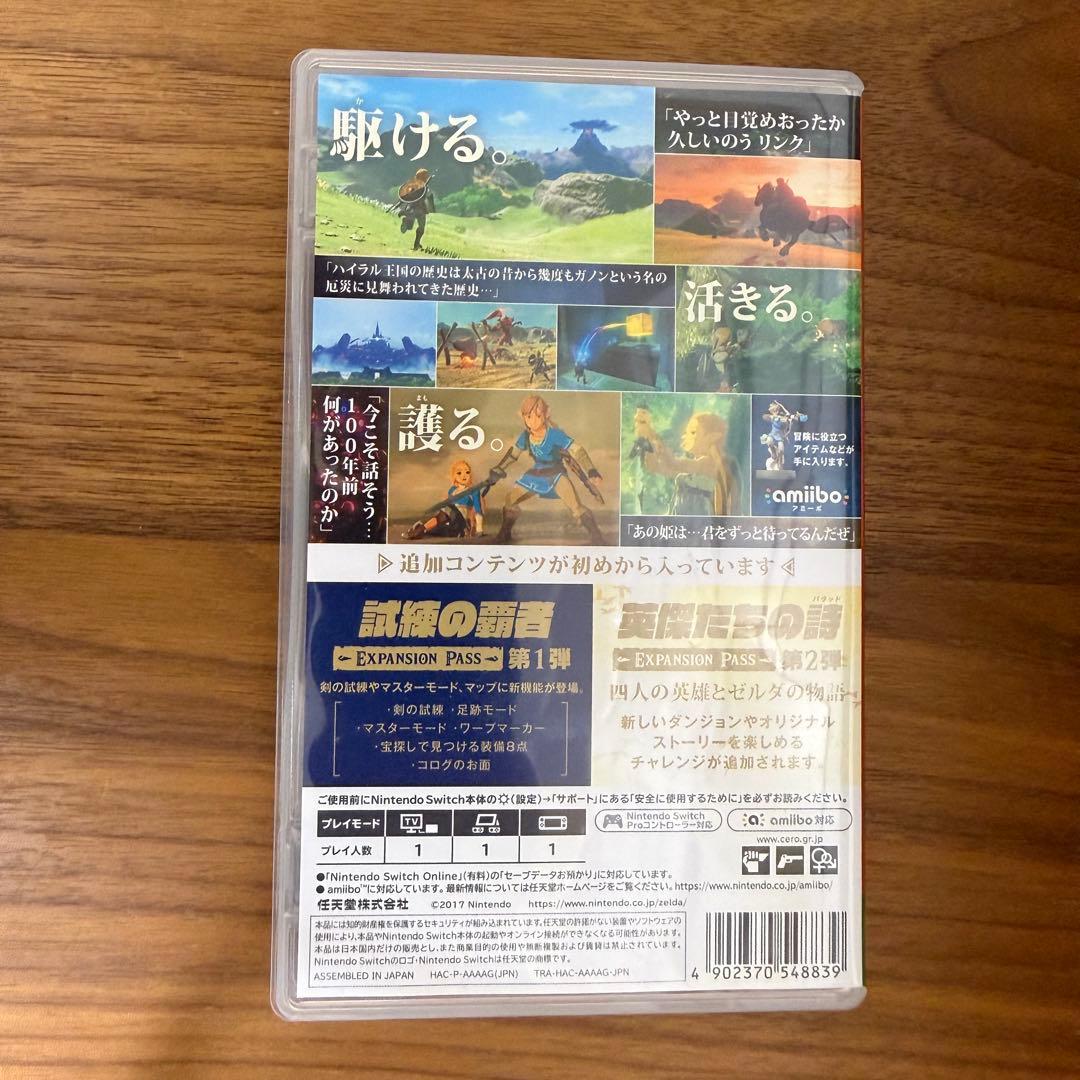 か
駆ける。
「やっと目覚めおったか
久しいのう リンク」
「ハイラル王国の歴史は太古の昔から幾度もガノンという名の
厄災に見舞われてきた歴史…」
活きる。
「今こそ話そう…
100年前
何があったのか」
まも
護る。
冒険に役立つ
アイテムなどが
手に入ります。
amiibo
アミーボ
「あの姫は…君をずっと待ってるんだぜ」
追加コンテンツが初めから入っています
試練の覇者
EXPANSION PASS 第1弾
剣の試練やマスターモード、マップに新機能が登場。
・剣の試練 ・足跡モード
・マスターモード ・ワープマーカー
・宝探しで見つける装備8点
・コログのお面
バラッド
英傑たちの詩
EXPANSION PASS 第2弾
四人の英雄とゼルダの物語
新しいダンジョンやオリジナル
ストーリーを楽しめる
チャレンジが追加されます。
ご使用前にNintendo Switch本体の(設定)→「サポート」にある「安全に使用するために」を必ずお読みください。
プレイモード TV
プレイ人数 1 1 1
Nintendo Switch
Proコントローラー対応
amiibo 対応
www.cero.gr.jp
●「Nintendo Switch Online」(有料)の「セーブデータお預かり」に対応しています。
●amiibo™に対応しています。最新情報については任天堂ホームページをご覧ください。https://www.nintendo.co.jp/amiibo/
任天堂株式会社 ©2017 Nintendo https://www.nintendo.co.jp/zelda/
本品には知的財産権を保護するセキュリティが組み込まれています。任天堂の許諾がない装置やソフトウェアの
使用により、本品やNintendo Switch本体の起動やオンライン接続ができなくなる可能性があります。
本品は日本国内だけの販売とし、また商業目的の使用や無断複製および賃貸は禁止されています。
Nintendo Switchのロゴ・Nintendo Switchは任天堂の商標です。
ASSEMBLED IN JAPAN HAC-P-AAAAG(JPN) TRA-HAC-AAAAG-JPN
4 902370 548839